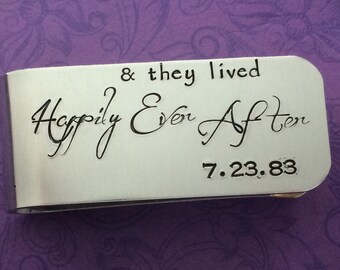 & they lived
Happily Ever After
7.23.83